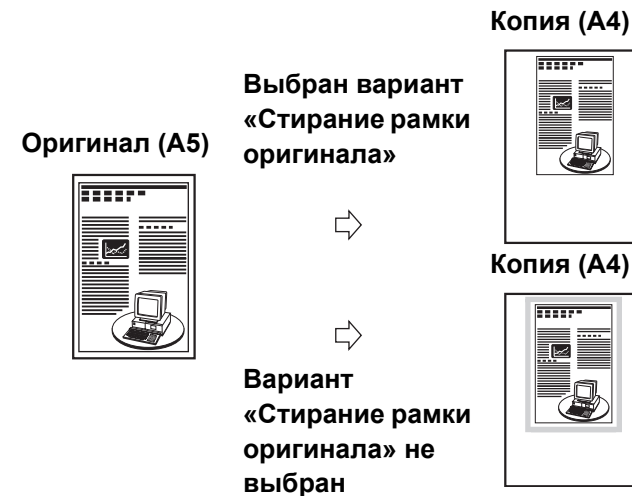 Копия (A4)
Выбран вариант
«Стирание рамки
оригинала»
Оригинал (A5)
Копия (A4)
Вариант
«Стирание рамки
оригинала» не
выбран